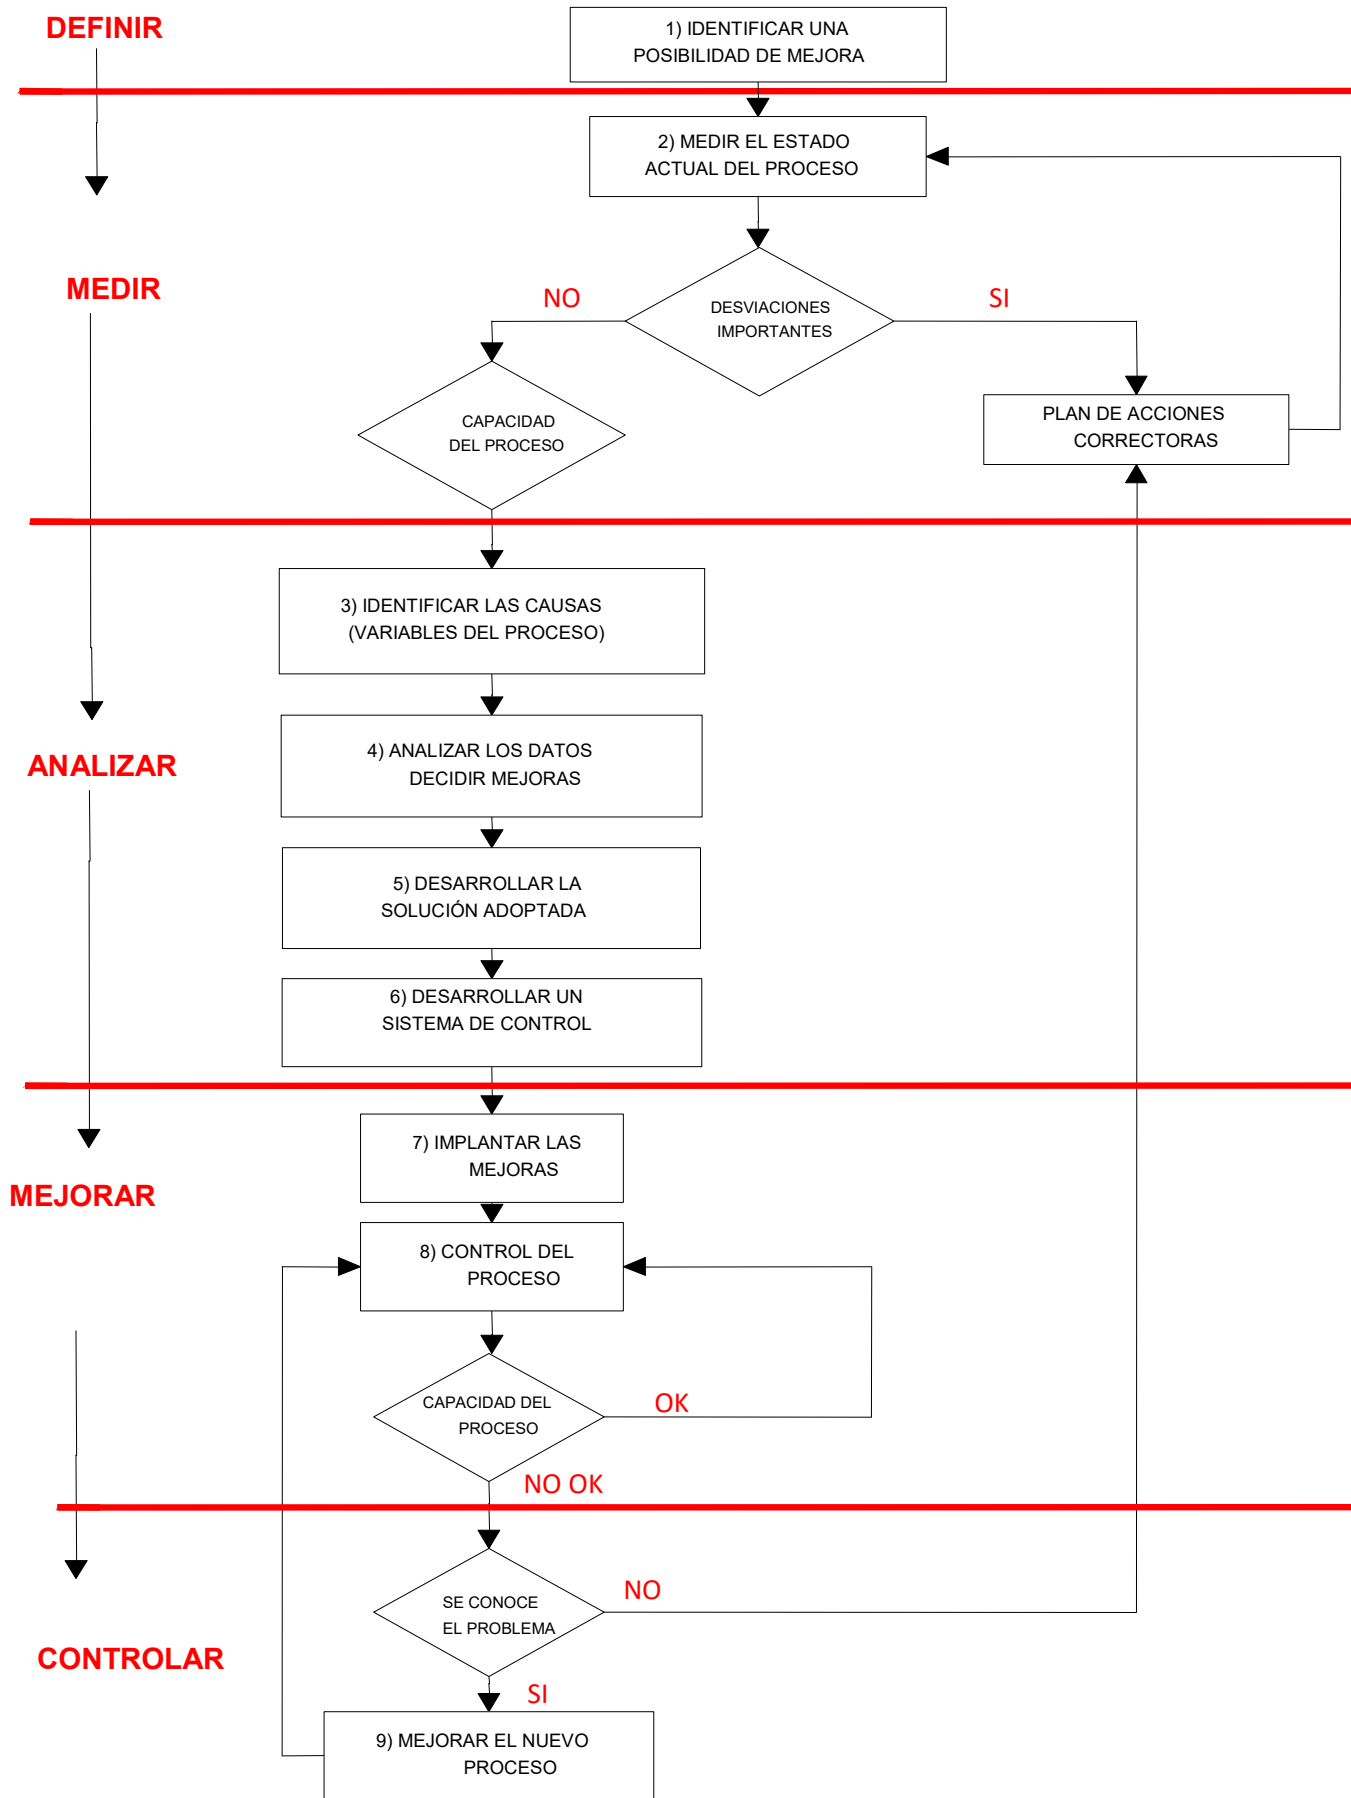 DEFINIR
1) IDENTIFICAR UNA
POSIBILIDAD DE MEJORA
2) MEDIR EL ESTADO
ACTUAL DEL PROCESO
MEDIR
NO
SI
DESVIACIONES
IMPORTANTES
CAPACIDAD
DEL PROCESO
PLAN DE ACCIONES
CORRECTORAS
3) IDENTIFICAR LAS CAUSAS
(VARIABLES DEL PROCESO)
ANALIZAR
4) ANALIZAR LOS DATOS
DECIDIR MEJORAS
5) DESARROLLAR LA
SOLUCIÓN ADOPTADA
6) DESARROLLAR UN
SISTEMA DE CONTROL
7) IMPLANTAR LAS
MEJORAS
MEJORAR
8) CONTROL DEL
PROCESO
CAPACIDAD DEL
PROCESO
OK
NO OK
SE CONOCE
EL PROBLEMA
NO
CONTROLAR
SI
9) MEJORAR EL NUEVO
PROCESO